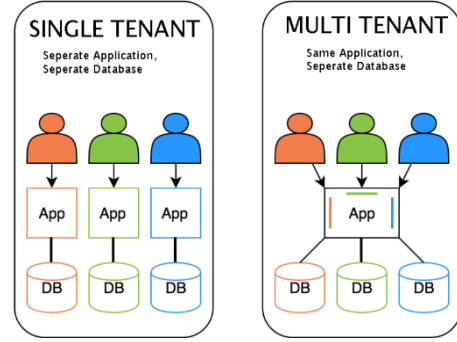 SINGLE TENANT
Seperate Application,
Seperate Database
App
App
App
DB
DB
DB
MULTI TENANT
Same Application,
Seperate Database
App
DB
DB
DB